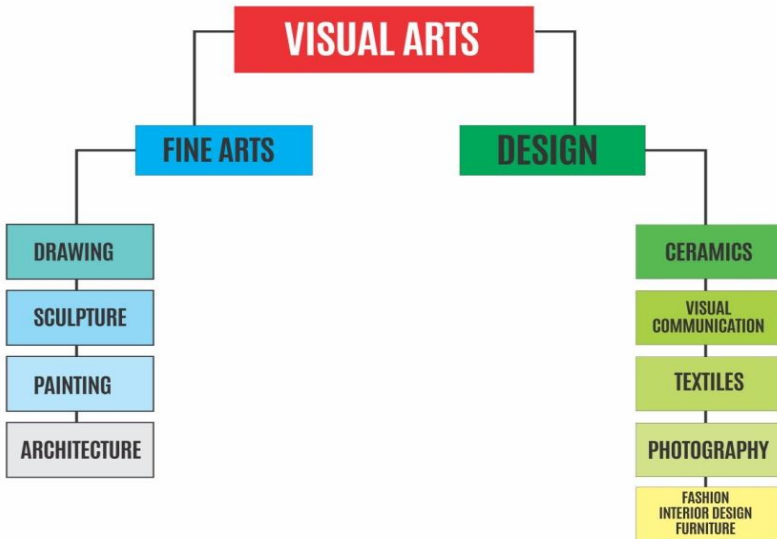 VISUAL ARTS
FINE ARTS
DESIGN
DRAWING
SCULPTURE
PAINTING
ARCHITECTURE
CERAMICS
VISUAL
COMMUNICATION
TEXTILES
PHOTOGRAPHY
FASHION
INTERIOR DESIGN
FURNITURE